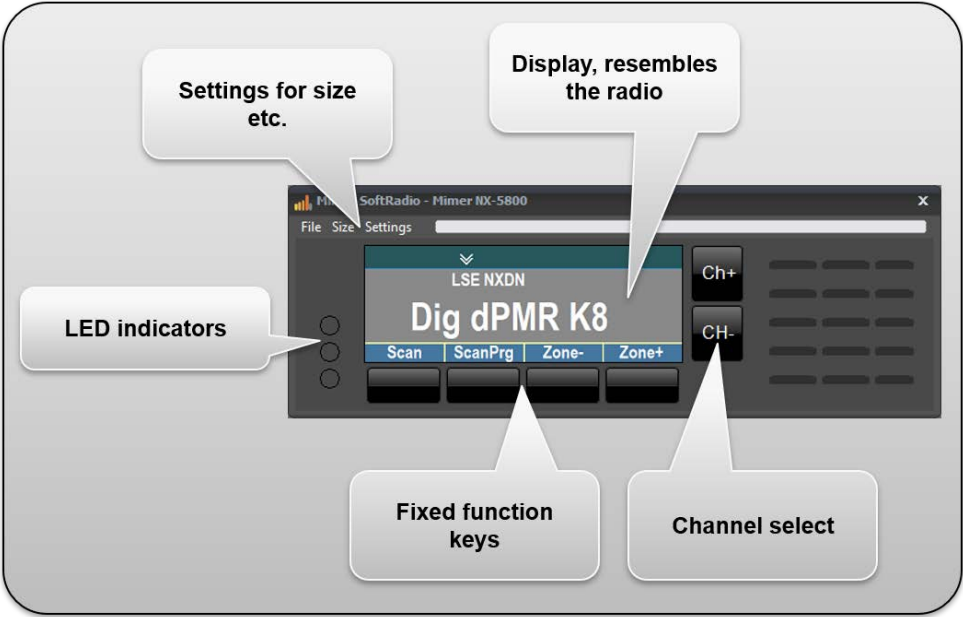 Display, resembles
the radio
Settings for size
etc.
SoftRadio - Mimer NX-5800
x
File Size Settings
LSE NXDN
Dig dPMR K8
Scan ScanPrg Zone- Zone+
Ch+
CH-
LED indicators
Fixed function
keys
Channel select